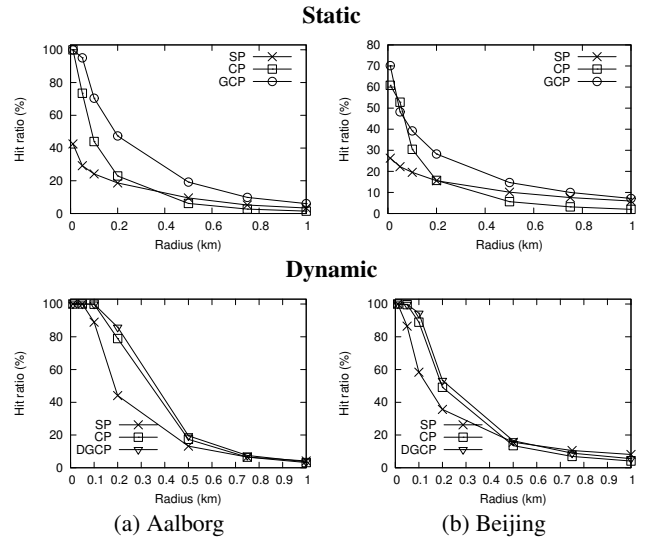 Static
100
80
60
40
20
0
0 0.2 0.4 0.6 0.8 1
Hit ratio (%)
Radius (km)
SP
CP
GCP
80
70
60
50
40
30
20
10
0
0 0.2 0.4 0.6 0.8 1
Hit ratio (%)
Radius (km)
SP
CP
GCP
Dynamic
100
80
60
40
20
0
0 0.1 0.2 0.3 0.4 0.5 0.6 0.7 0.8 0.9 1
Hit ratio (%)
Radius (km)
SP
CP
DGCP
100
80
60
40
20
0
0 0.1 0.2 0.3 0.4 0.5 0.6 0.7 0.8 0.9 1
Hit ratio (%)
Radius (km)
SP
CP
DGCP
(a) Aalborg
(b) Beijing